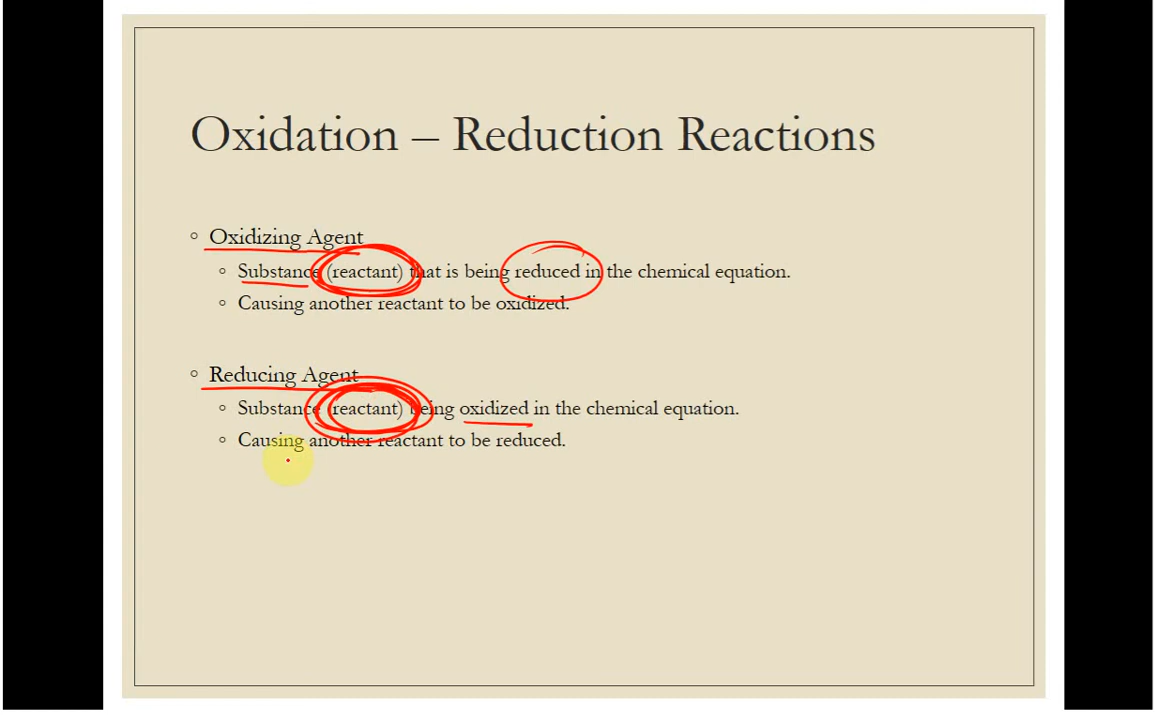 Oxidation – Reduction Reactions
Oxidizing Agent
Substance (reactant) that is being reduced in the chemical equation.
Causing another reactant to be oxidized.
Reducing Agent
Substance (reactant) being oxidized in the chemical equation.
Causing another reactant to be reduced.